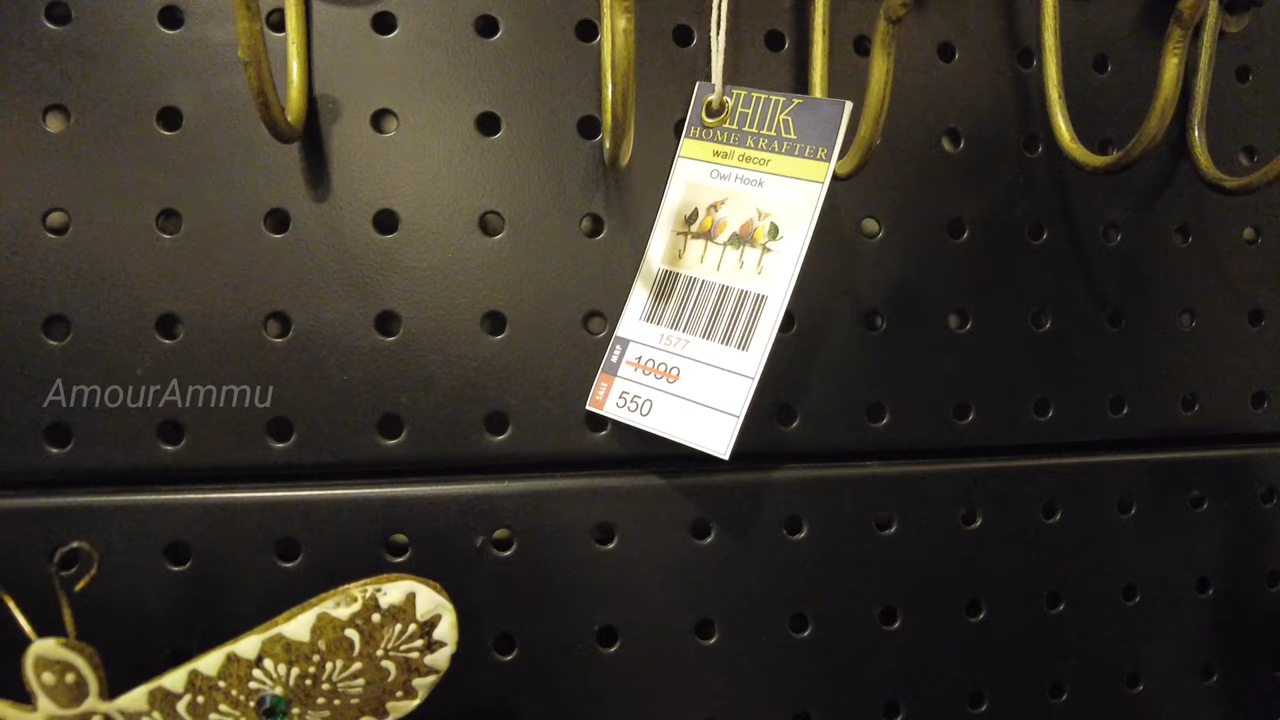 HK
HOME KRAFTER
wall decor
Owl Hook
1577
MRP
1099
SALE
550
AmourAmmu